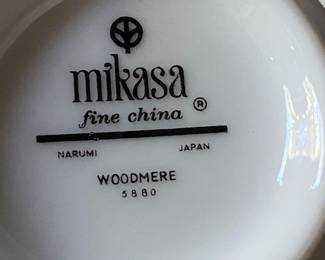 mikasa
fine china ®
NARUMI JAPAN
WOODMERE
5880